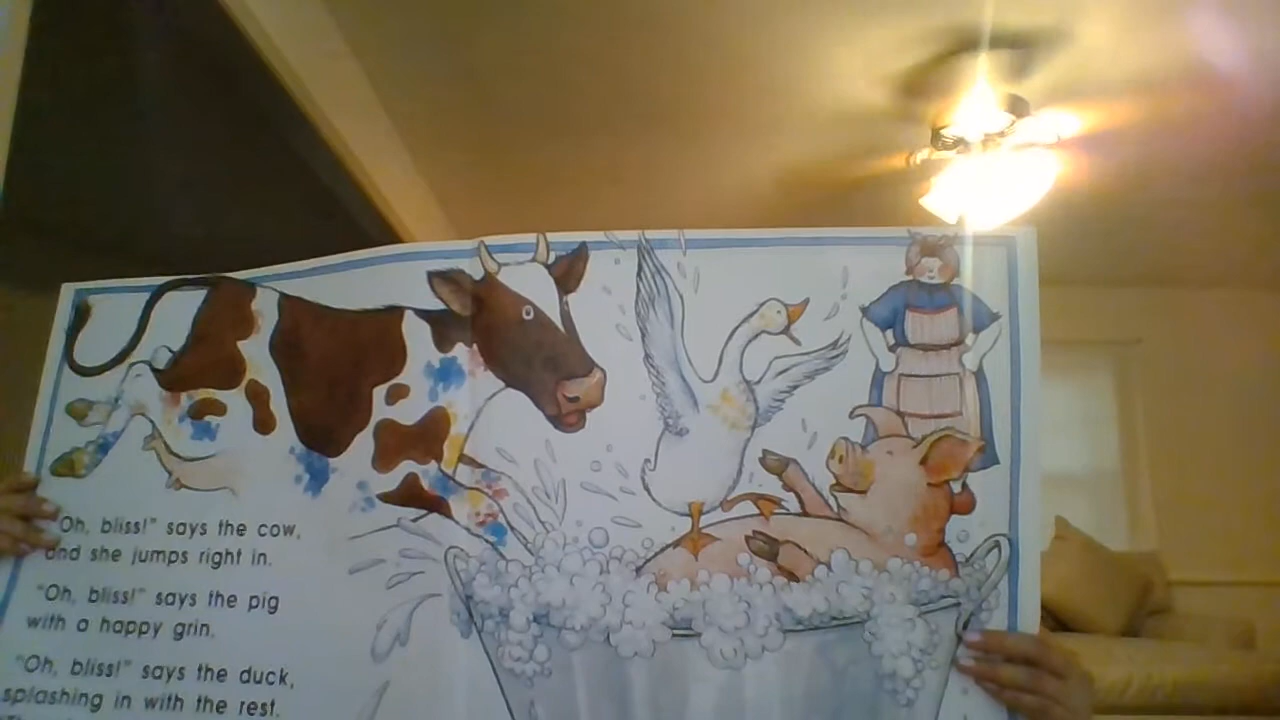 "Oh, bliss!" says the cow,
and she jumps right in.
"Oh, bliss!" says the pig
with a happy grin.
"Oh, bliss!" says the duck,
splashing in with the rest.